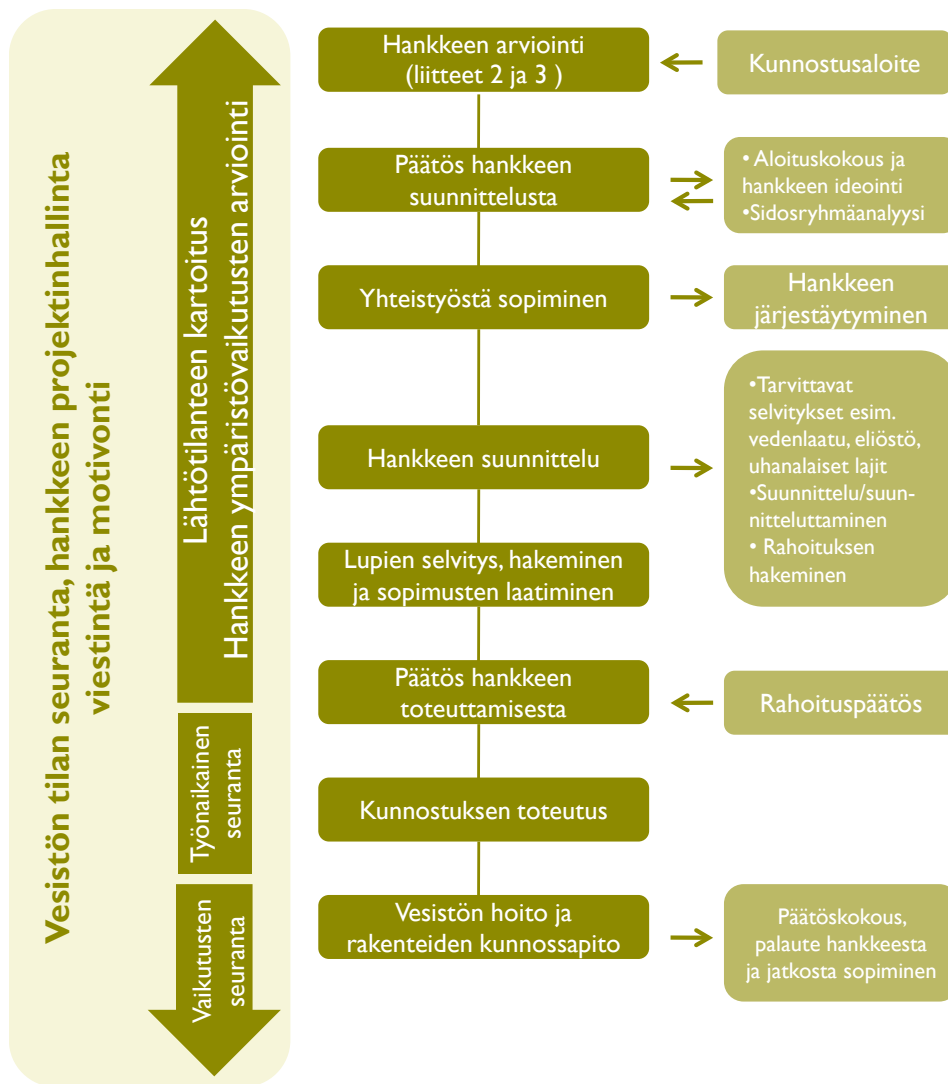 Vesistön tilan seuranta, hankkeen projektinhallinta
viestintä ja motivonti
Lähtötilanteen kartoitus
Hankkeen ympäristövaikutusten arviointi
Työnaikainen
seuranta
Vaikutusten
seuranta
Hankkeen arviointi
(liitteet 2 ja 3 )
Kunnostusaloite
Päätös hankkeen
suunnittelusta
• Aloituskokous ja
hankkeen ideointi
•Sidosryhmäanalyysi
Yhteistyöstä sopiminen
Hankkeen
järjestäytyminen
Hankkeen suunnittelu
•Tarvittavat
selvitykset esim.
vedenlaatu, eliöstö,
uhanalaiset lajit
•Suunnittelu/suun-
nitteluttaminen
• Rahoituksen
hakeminen
Lupien selvitys, hakeminen
ja sopimusten laatiminen
Päätös hankkeen
toteuttamisesta
Rahoituspäätös
Kunnostuksen toteutus
Vesistön hoito ja
rakenteiden kunnossapito
Päätöskokous,
palaute hankkeesta
ja jatkosta sopiminen